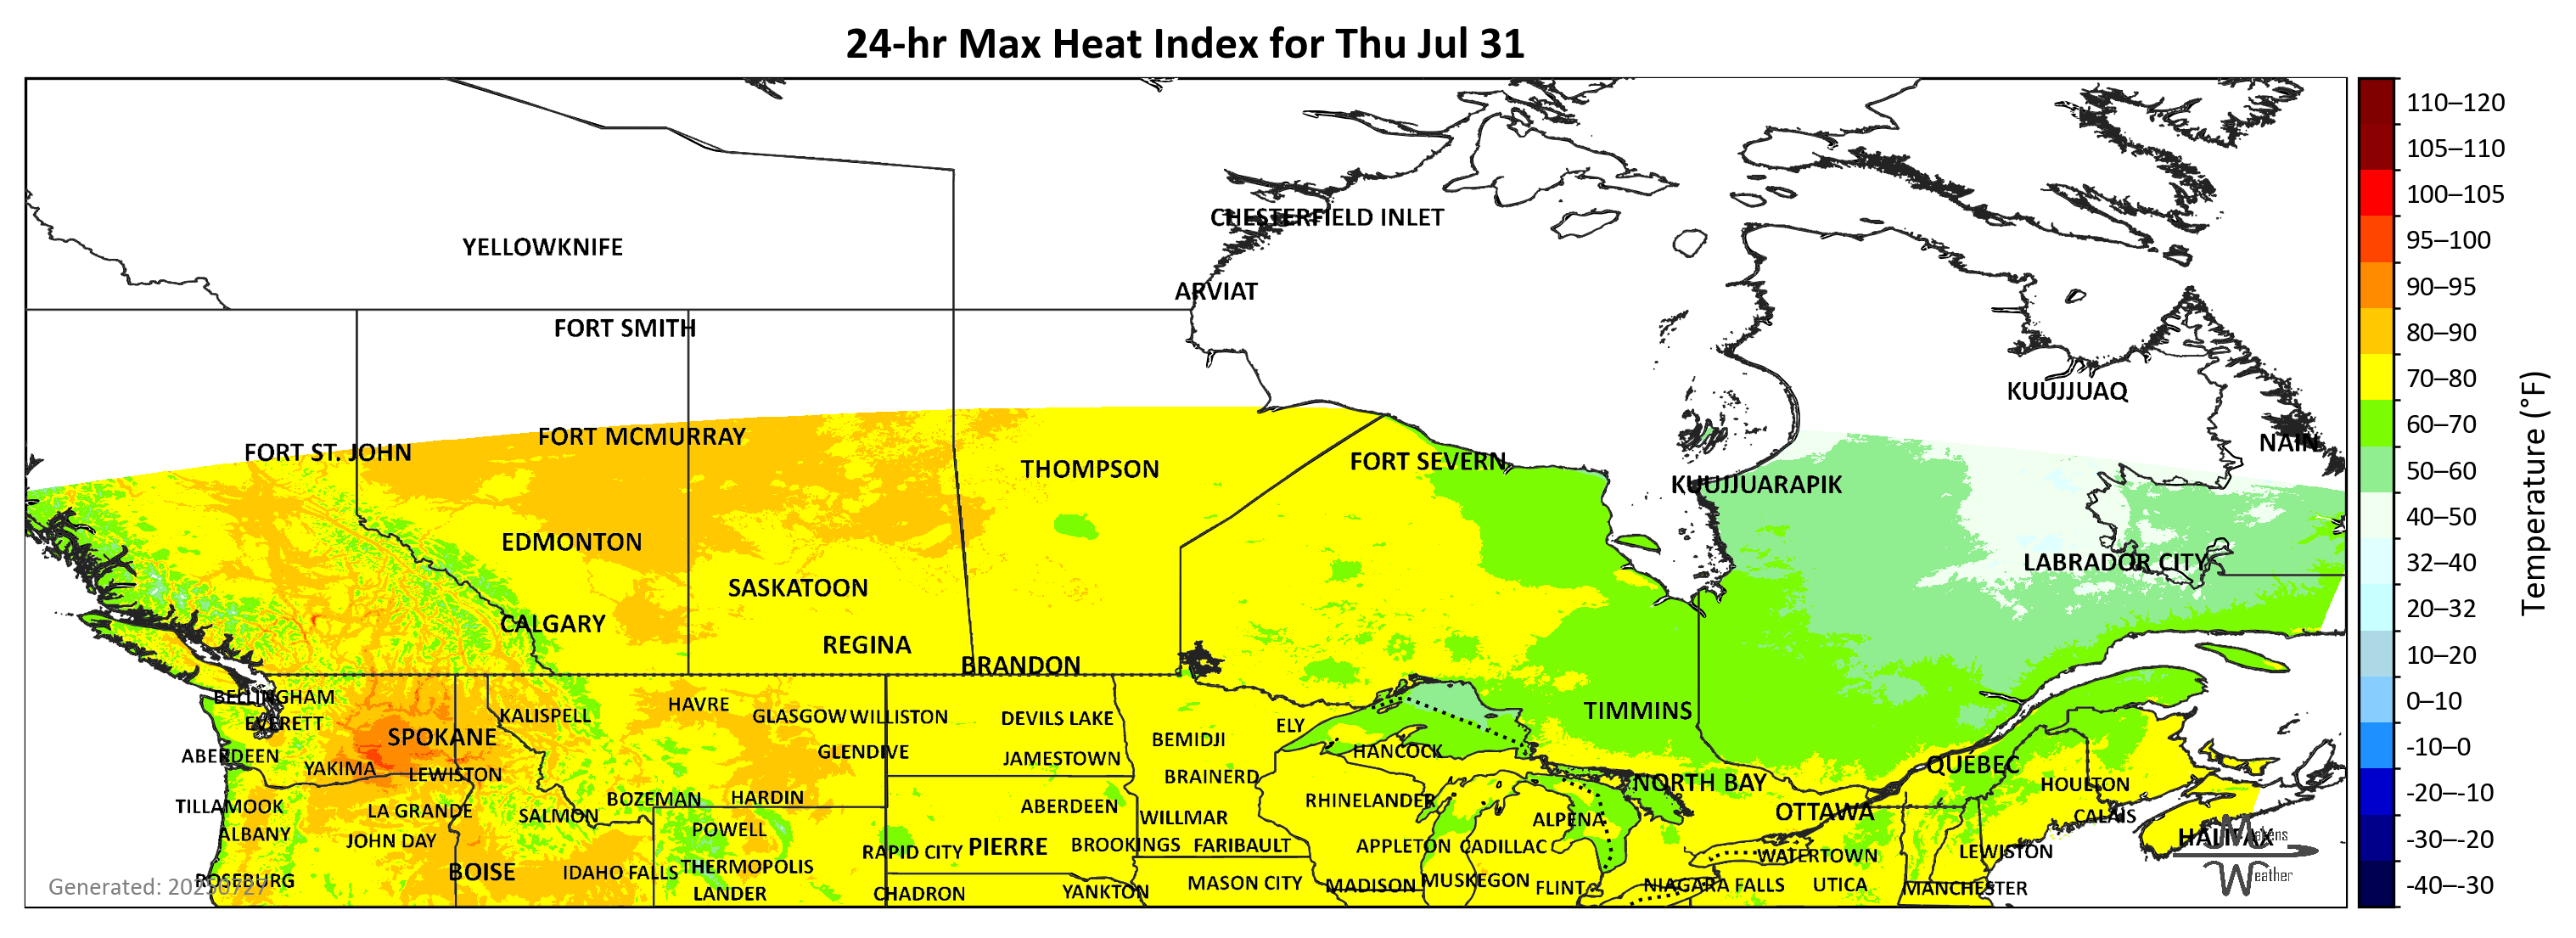 24-hr Max Heat Index for Thu Jul 31
CHESTERFIELD INLET
YELLOWKNIFE
ARVIAT
FORT SMITH
KUUJJUAQ
FORT MCMURRAY
NAIN
FORT ST. JOHN
FORT SEVERN
THOMPSON
KUUJJUARAPIK
EDMONTON
LABRADOR CITY
SASKATOON
CALGARY
REGINA
BRANDON
BELLINGHAM
HAVRE
TIMMINS
KALISPELL
GLASGOW
WILLISTON
DEVILS LAKE
EVERETT
ELY
SPOKANE
BEMIDJI
HANCOCK
GLENDIVE
ABERDEEN
JAMESTOWN
QUÉBEC
YAKIMA
LEWISTON
BRAINERD
NORTH BAY
HOULTON
BOZEMAN
HARDIN
RHINELANDER
TILLAMOOK
LA GRANDE
ABERDEEN
SALMON
OTTAWA
CALAIS
WILLMAR
ALPENA
POWELL
ALBANY
JOHN DAY
HALIFAX
Makens
RAPID CITY
PIERRE
BROOKINGS
FARIBAULT
APPLETON
CADILLAC
LEWISTON
WATERTOWN
BOISE
IDAHO FALLS
THERMOPOLIS
Weather
ROSEBURG
MASON CITY
MADISON
MUSKEGON
FLINT
NIAGARA FALLS
UTICA
MANCHESTER
Generated: 20250727
LANDER
CHADRON
YANKTON
110–120
105–110
100–105
95–100
90–95
80–90
70–80
60–70
50–60
40–50
32–40
20–32
10–20
0–10
-10–0
-20–-10
-30–-20
-40–-30
Temperature (°F)